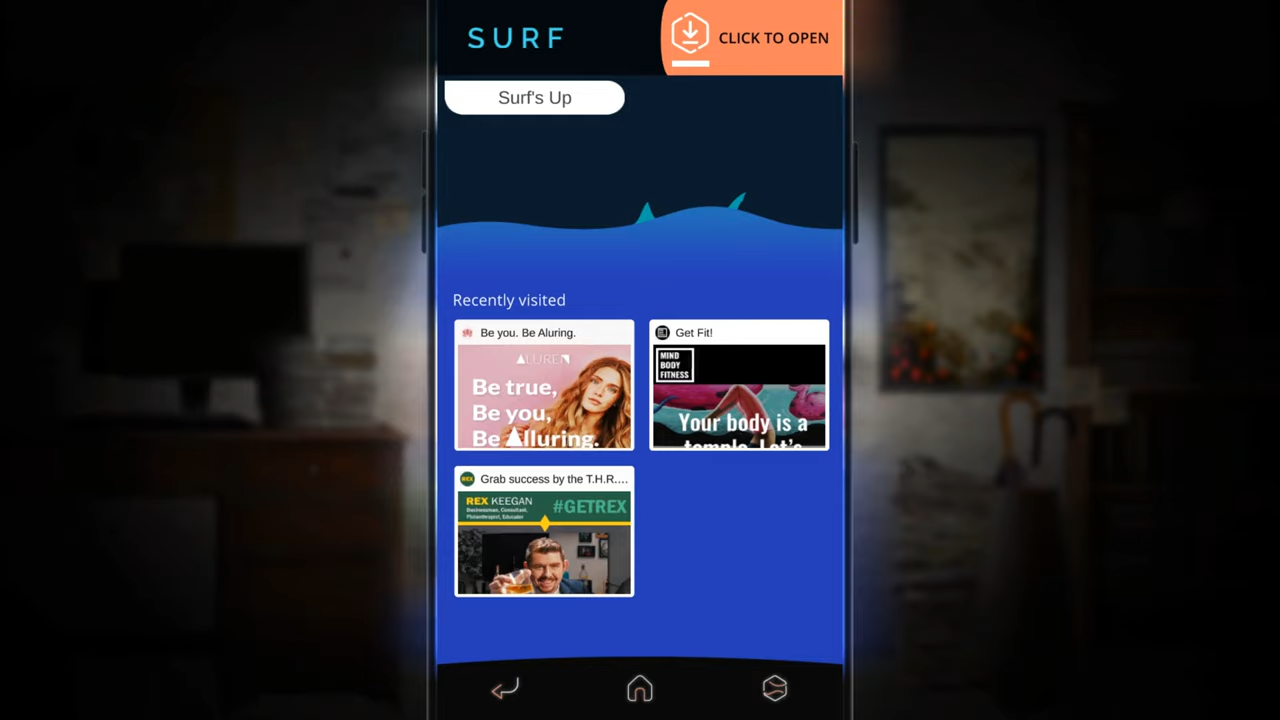 SURF
CLICK TO OPEN
Surf's Up
Recently visited
Be you. Be Aluring.
ALUREN
Be true,
Be you,
Be Alluring.
Get Fit!
MIND
BODY
FITNESS
Your body is a
temple. Let's
Grab success by the T.H.R....
REX
REX KEEGAN
Businessman, Consultant,
Philanthropist, Educator
#GETREX